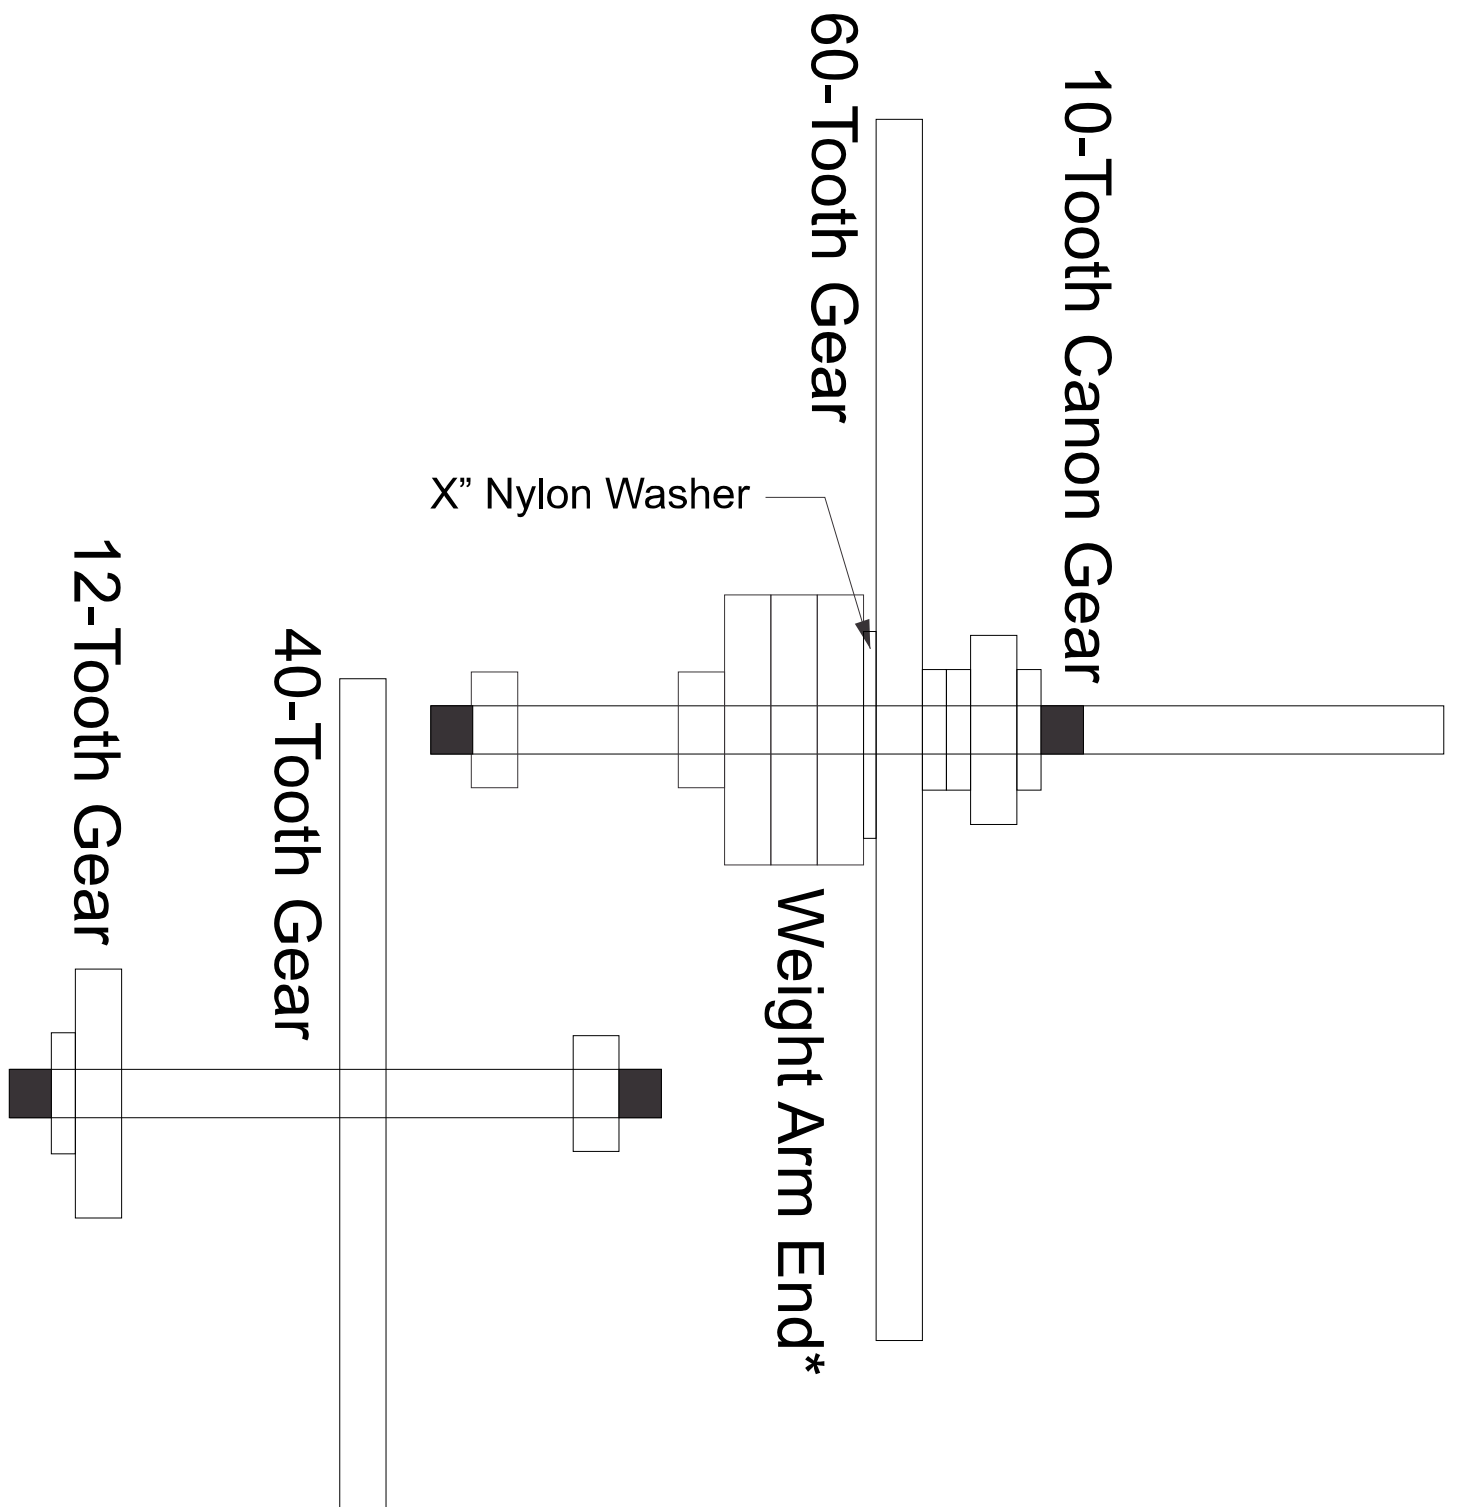 10-Tooth Canon Gear
60-Tooth Gear
X” Nylon Washer
Weight Arm End*
40-Tooth Gear
12-Tooth Gear